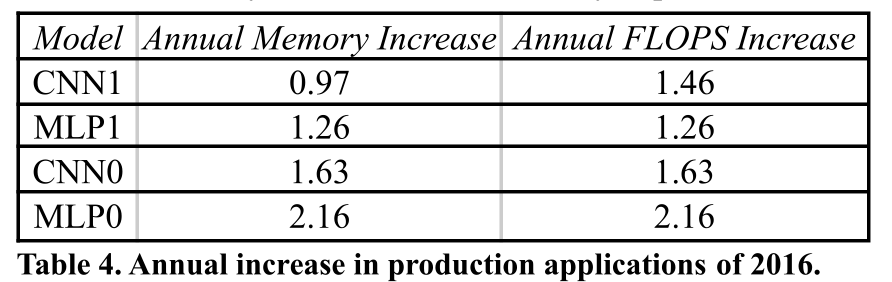 Model Annual Memory Increase Annual FLOPS Increase
CNN1 0.97 1.46
MLP1 1.26 1.26
CNN0 1.63 1.63
MLP0 2.16 2.16
Table 4. Annual increase in production applications of 2016.